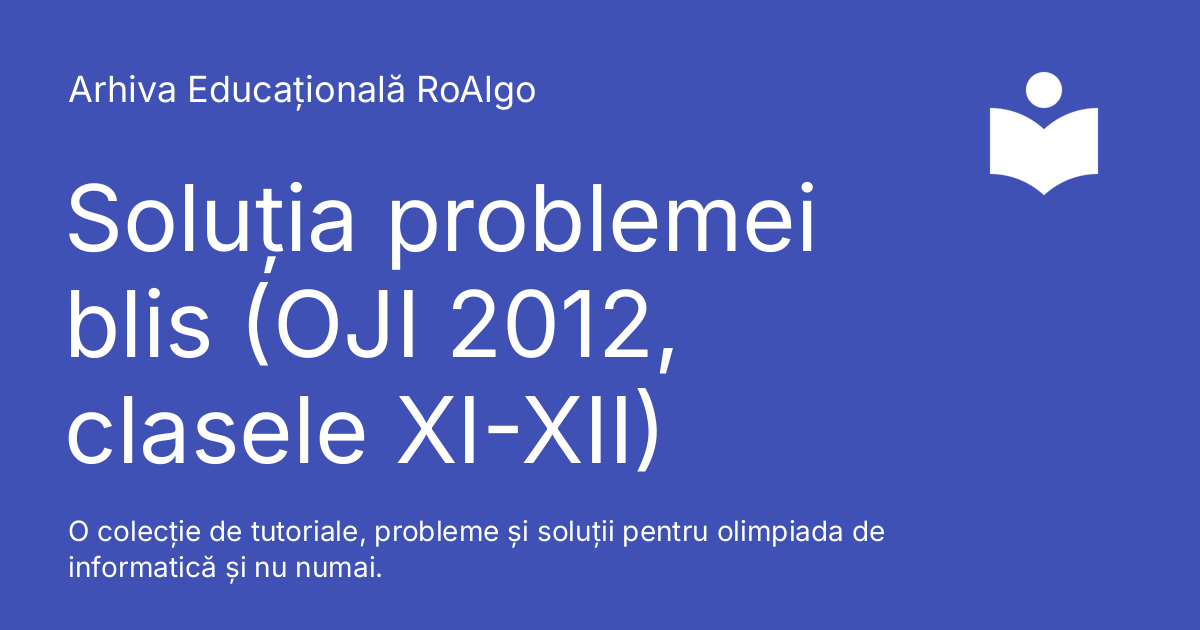 Arhiva Educațională RoAlgo
Soluția problemei
blis (OJI 2012,
clasele XI-XII)
O colecție de tutoriale, probleme și soluții pentru olimpiada de
informatică și nu numai.